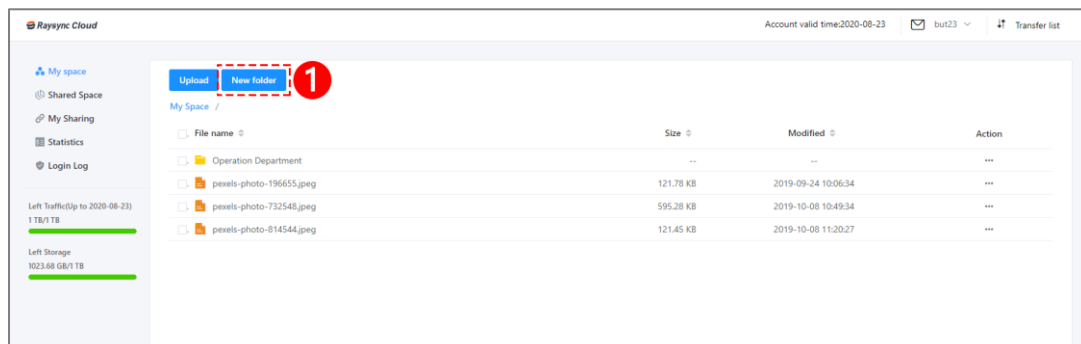 Raysync Cloud
Account valid time:2020-08-23 but23 Transfer list
My space
Shared Space
My Sharing
Statistics
Login Log
Left Traffic(Up to 2020-08-23)
1 TB/1 TB
Left Storage
1023.68 GB/1 TB
Upload New folder 1
My Space /
File name Size Modified Action
Operation Department -- -- ...
pexels-photo-196655.jpeg 121.78 KB 2019-09-24 10:06:34 ...
pexels-photo-732548.jpeg 595.28 KB 2019-10-08 10:49:34 ...
pexels-photo-814544.jpeg 121.45 KB 2019-10-08 11:20:27 ...